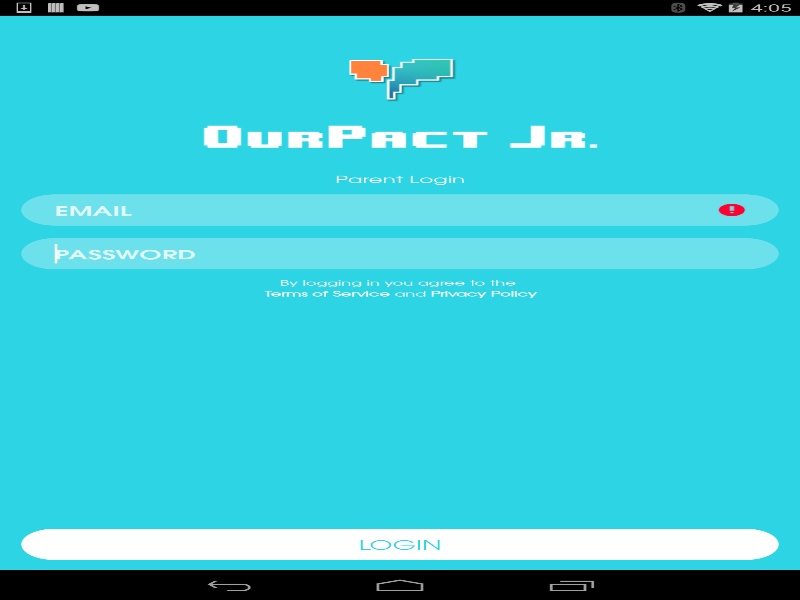 4:05
OurPact Jr.
Parent Login
EMAIL
PASSWORD
By logging in you agree to the
Terms of Service and Privacy Policy
LOGIN